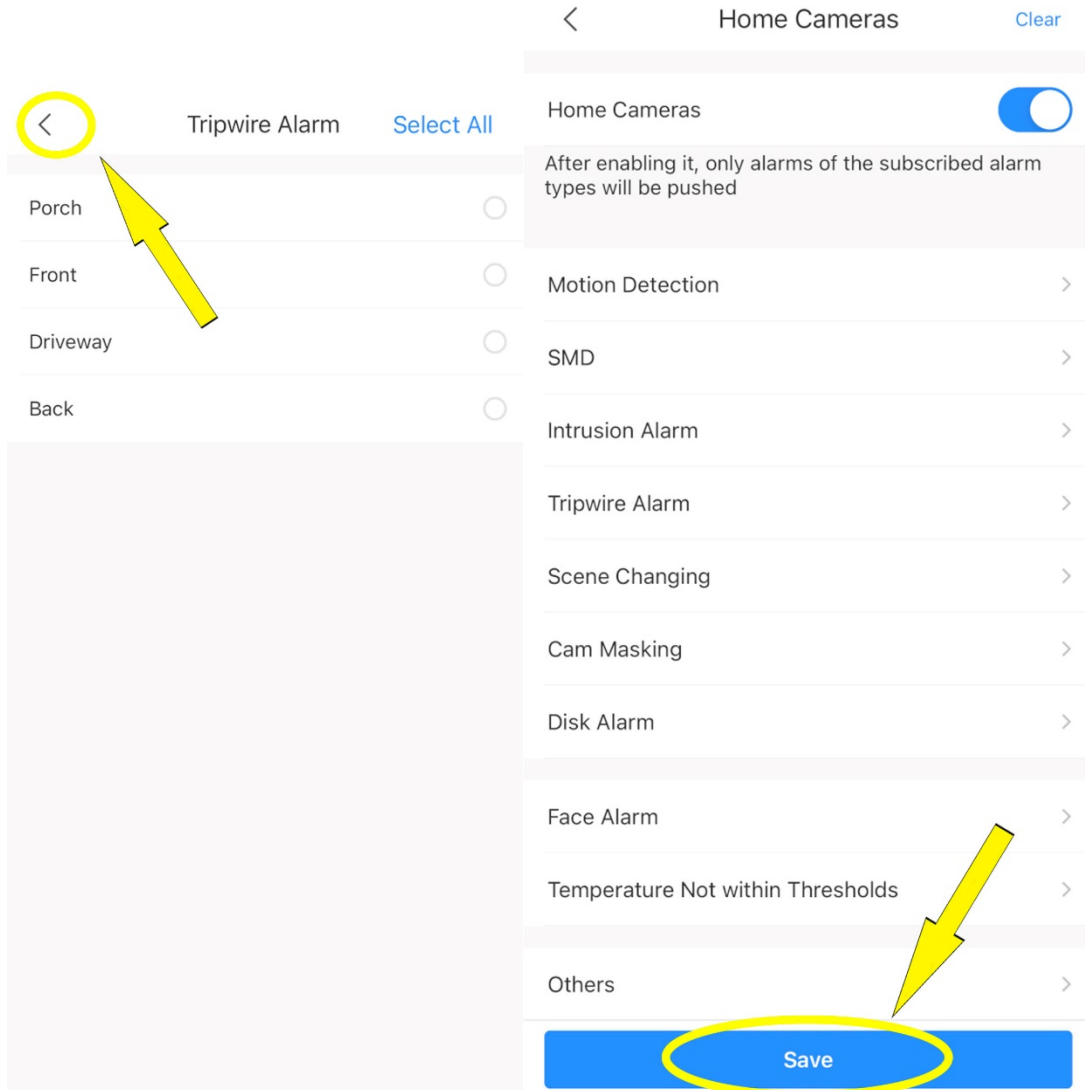 Tripwire Alarm
Select All
Porch
Front
Driveway
Back
Home Cameras
Clear
Home Cameras
After enabling it, only alarms of the subscribed alarm
types will be pushed
Motion Detection
SMD
Intrusion Alarm
Tripwire Alarm
Scene Changing
Cam Masking
Disk Alarm
Face Alarm
Temperature Not within Thresholds
Others
Save